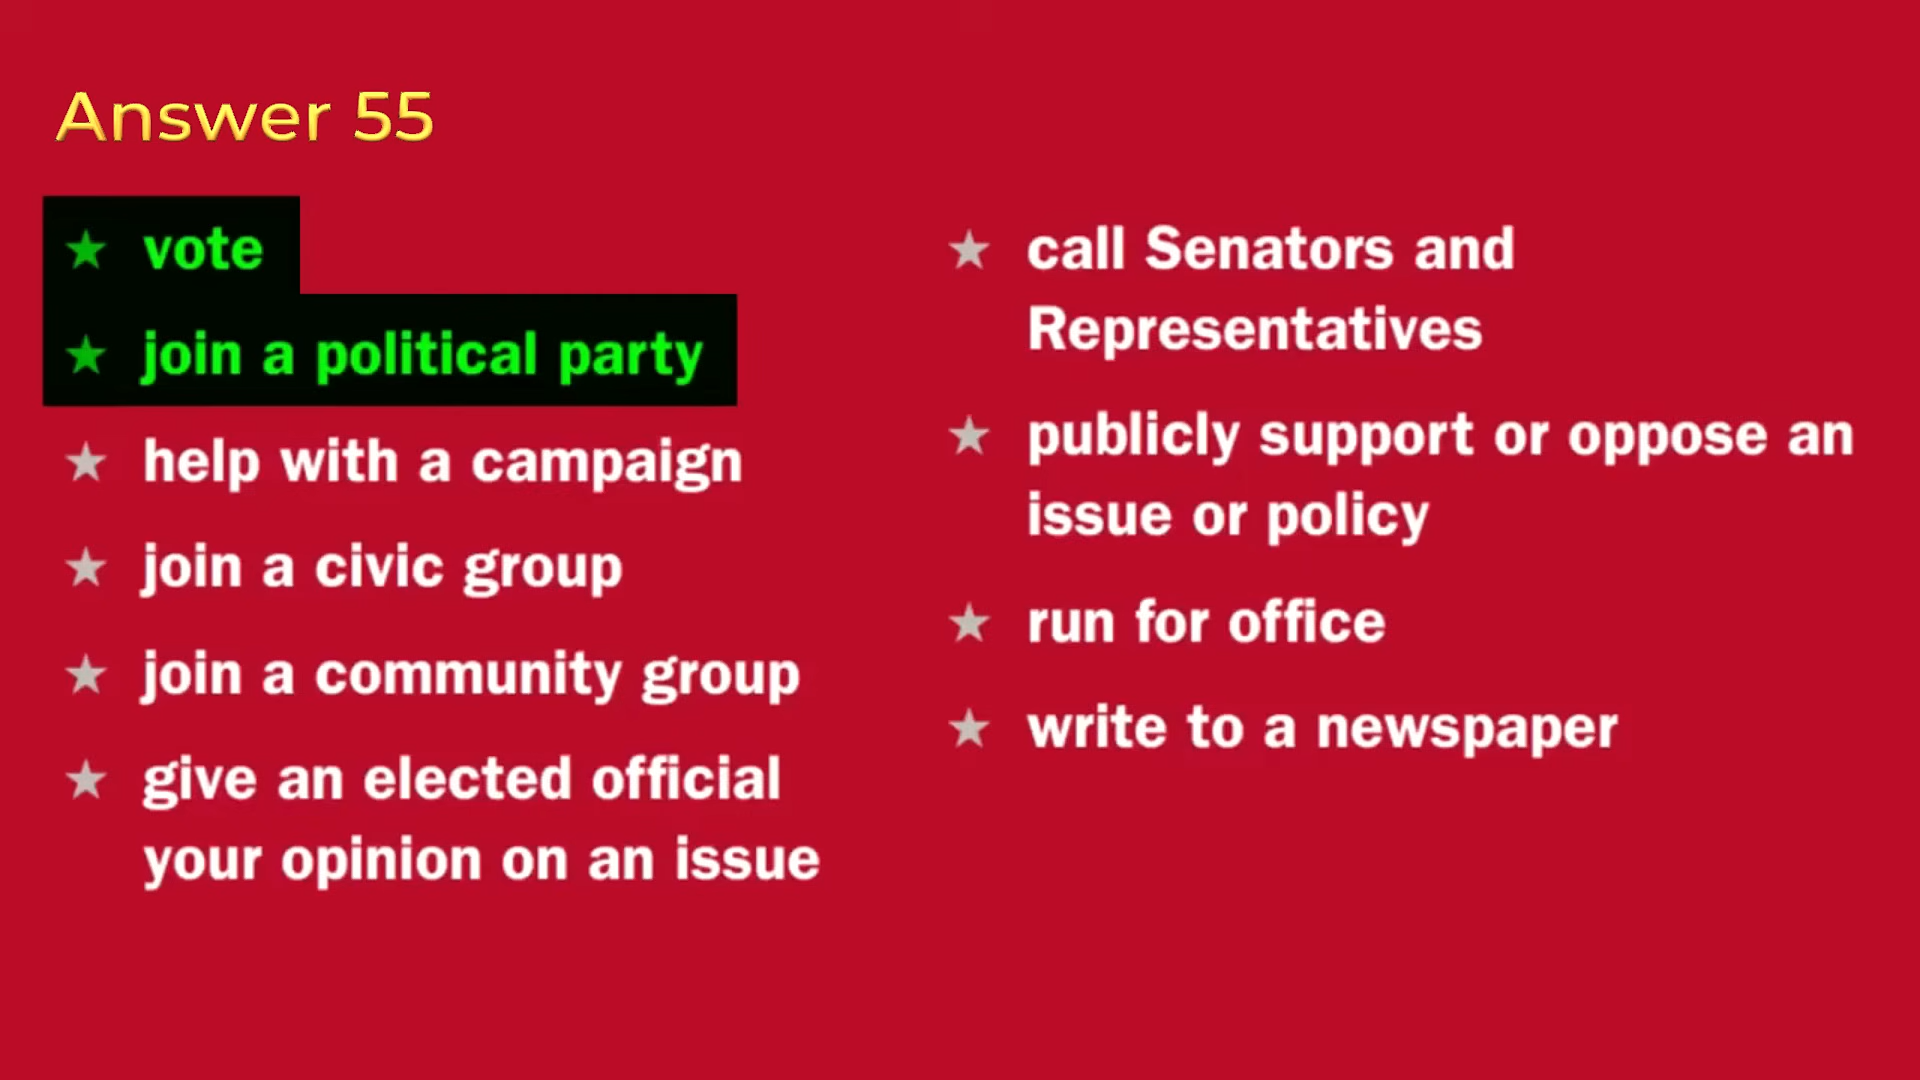 Answer 55
★ vote
★ join a political party
★ help with a campaign
★ join a civic group
★ join a community group
★ give an elected official
your opinion on an issue
★ call Senators and
Representatives
★ publicly support or oppose an
issue or policy
★ run for office
★ write to a newspaper